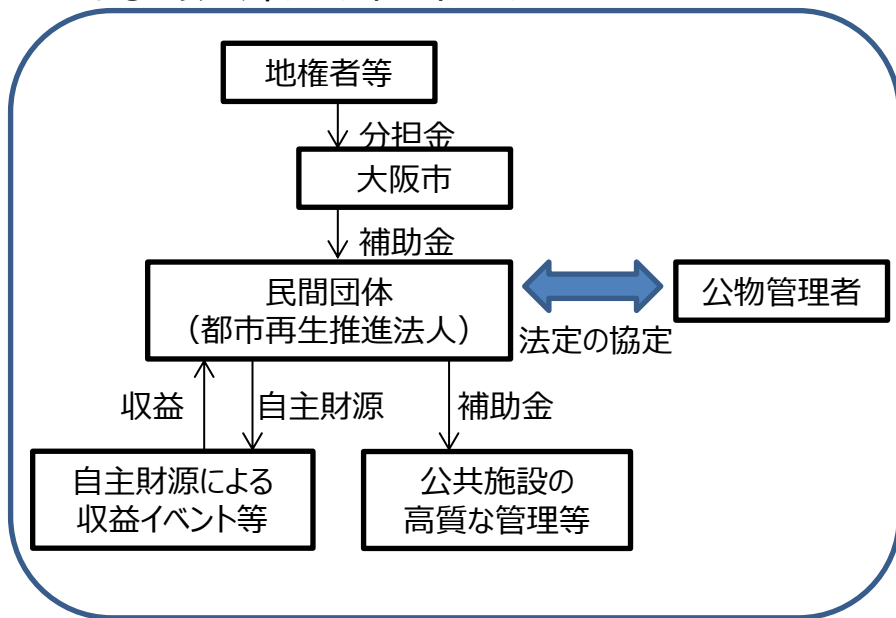 地権者等
分担金
大阪市
補助金
民間団体
（都市再生推進法人）
公物管理者
法定の協定
収益
自主財源
補助金
自主財源による
収益イベント等
公共施設の
高質な管理等